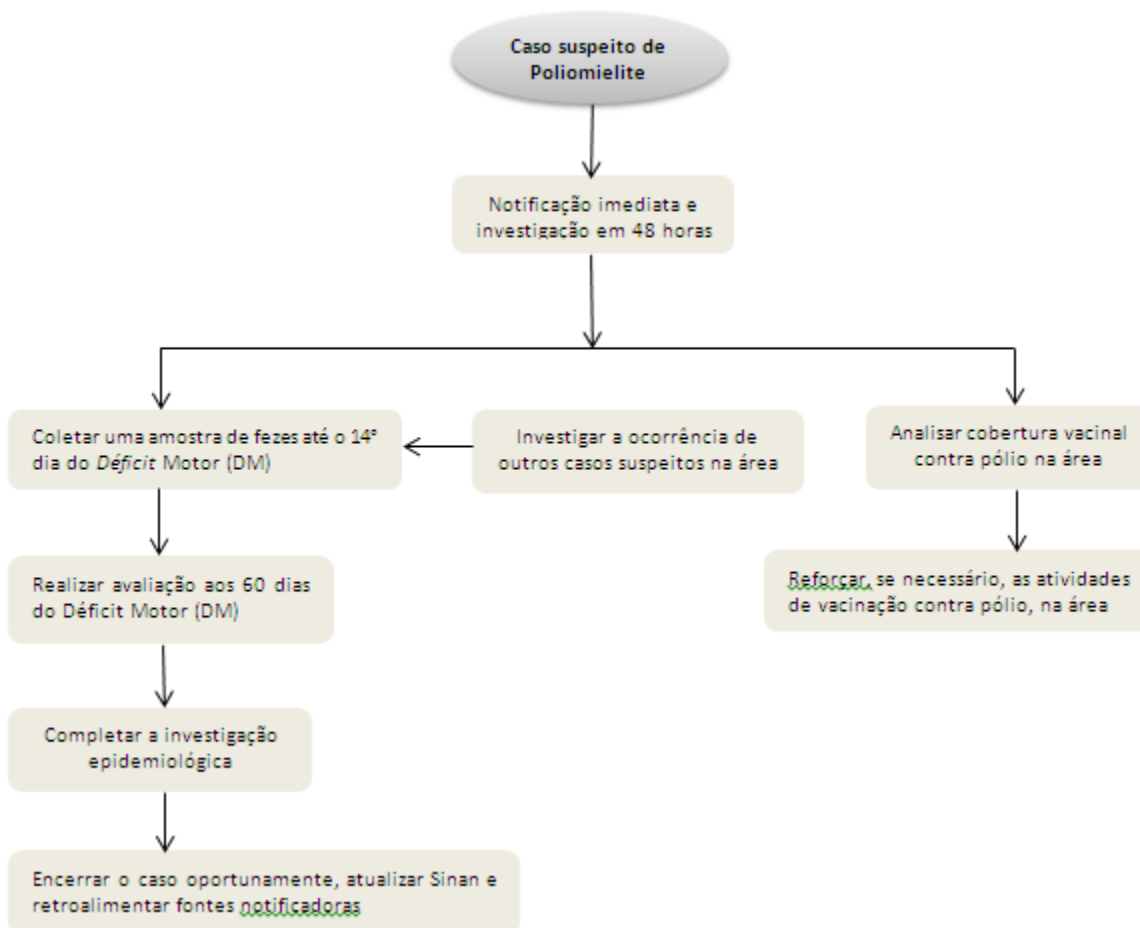 Caso suspeito de
Poliomielite
Notificação imediata e
investigação em 48 horas
Coletar uma amostra de fezes até o 14º
dia do Déficit Motor (DM)
Investigar a ocorrência de
outros casos suspeitos na área
Analisar cobertura vacinal
contra pólio na área
Realizar avaliação aos 60 dias
do Déficit Motor (DM)
Reforçar, se necessário, as atividades
de vacinação contra pólio, na área
Completar a investigação
epidemiológica
Encerrar o caso oportunamente, atualizar Sinan e
retroalimentar fontes notificadoras